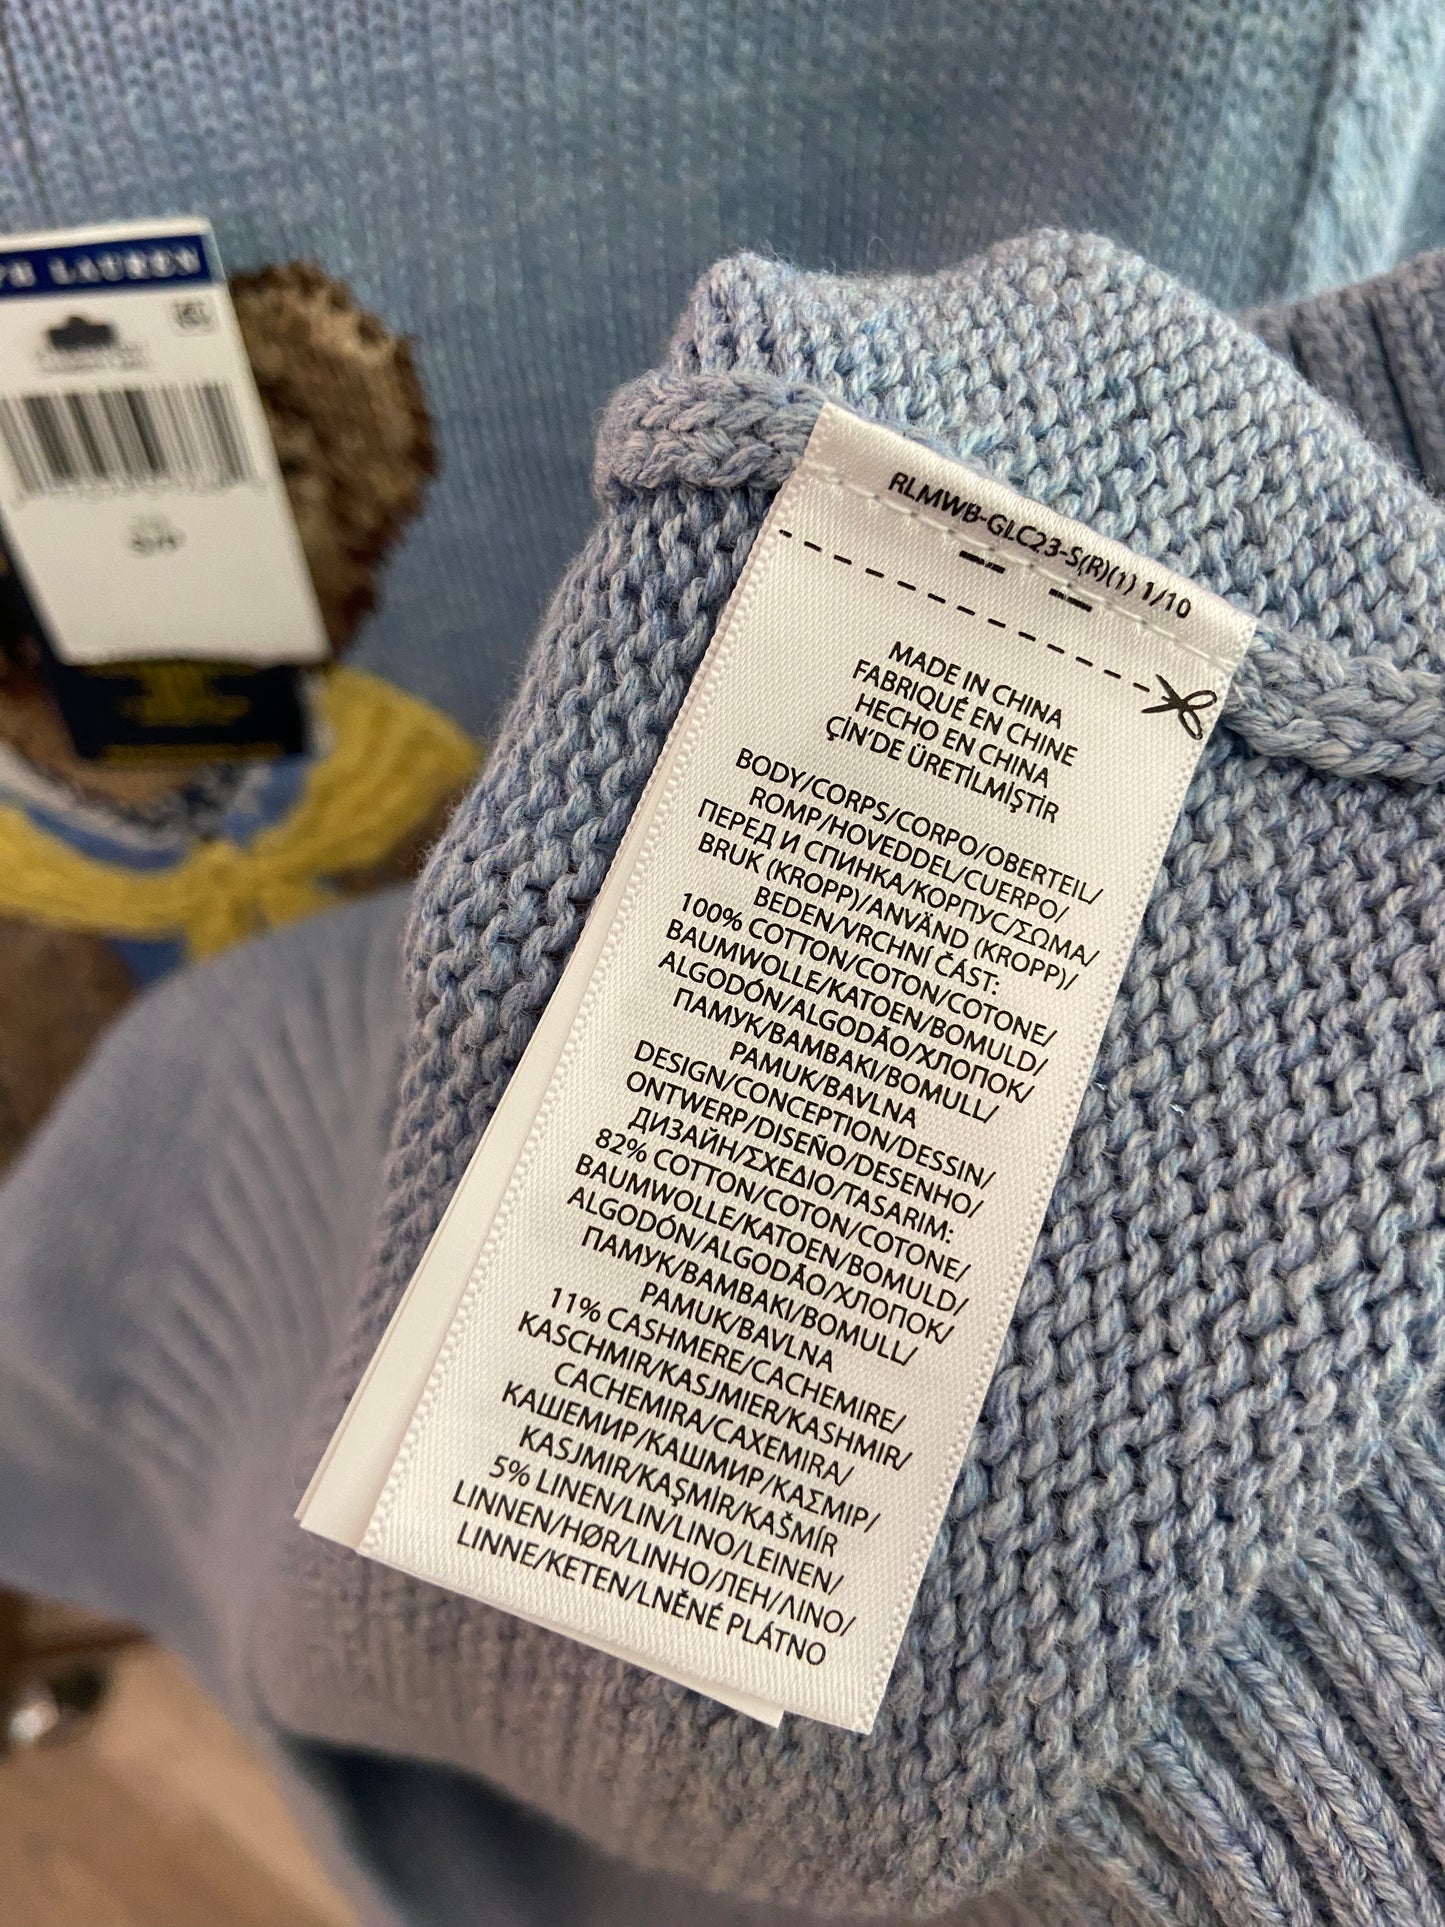 LAUREN
S/P
RLMWB-GLC23-S(R)(1) 1/10
MADE IN CHINA
FABRIQUÉ EN CHINE
HECHO EN CHINA
ÇİN'DE ÜRETİLMİŞTİR
BODY/CORPS/CORPO/OBERTEIL/
ROMP/HOVEDDEL/CUERPO/
ПЕРЕД И СПИНКА/КОРПУС/ΣΩΜΑ/
BRUK (KROPP)/ANVÄND (KROPP)/
BEDEN/VRCHNÍ ČÁST:
100% COTTON/COTON/COTONE/
BAUMWOLLE/KATOEN/BOMULD/
ALGODÓN/ALGODÃO/ХЛОПОК/
ПАМУК/ΒΑΜΒΑΚΙ/BOMULL/
PAMUK/BAVLNA
DESIGN/CONCEPTION/DESSIN/
ONTWERP/DISEÑO/DESENHO/
ДИЗАЙН/ΣΧΕΔΙΟ/TASARIM:
82% COTTON/COTON/COTONE/
BAUMWOLLE/KATOEN/BOMULD/
ALGODÓN/ALGODÃO/ХЛОПОК/
ПАМУК/ΒΑΜΒΑΚΙ/BOMULL/
PAMUK/BAVLNA
11% CASHMERE/CACHEMIRE/
KASCHMIR/KASJMIER/KASHMIR/
CACHEMIRA/CAXEMIRA/
КАШЕМИР/КАШМИР/ΚΑΣΜΙΡ/
KASJMIR/KAŞMİR/KAŠMÍR
5% LINEN/LIN/LINO/LEINEN/
LINNEN/HØR/LINHO/ЛЕН/ΛΙΝΟ/
LINNE/KETEN/LNĚNÉ PLÁTNO